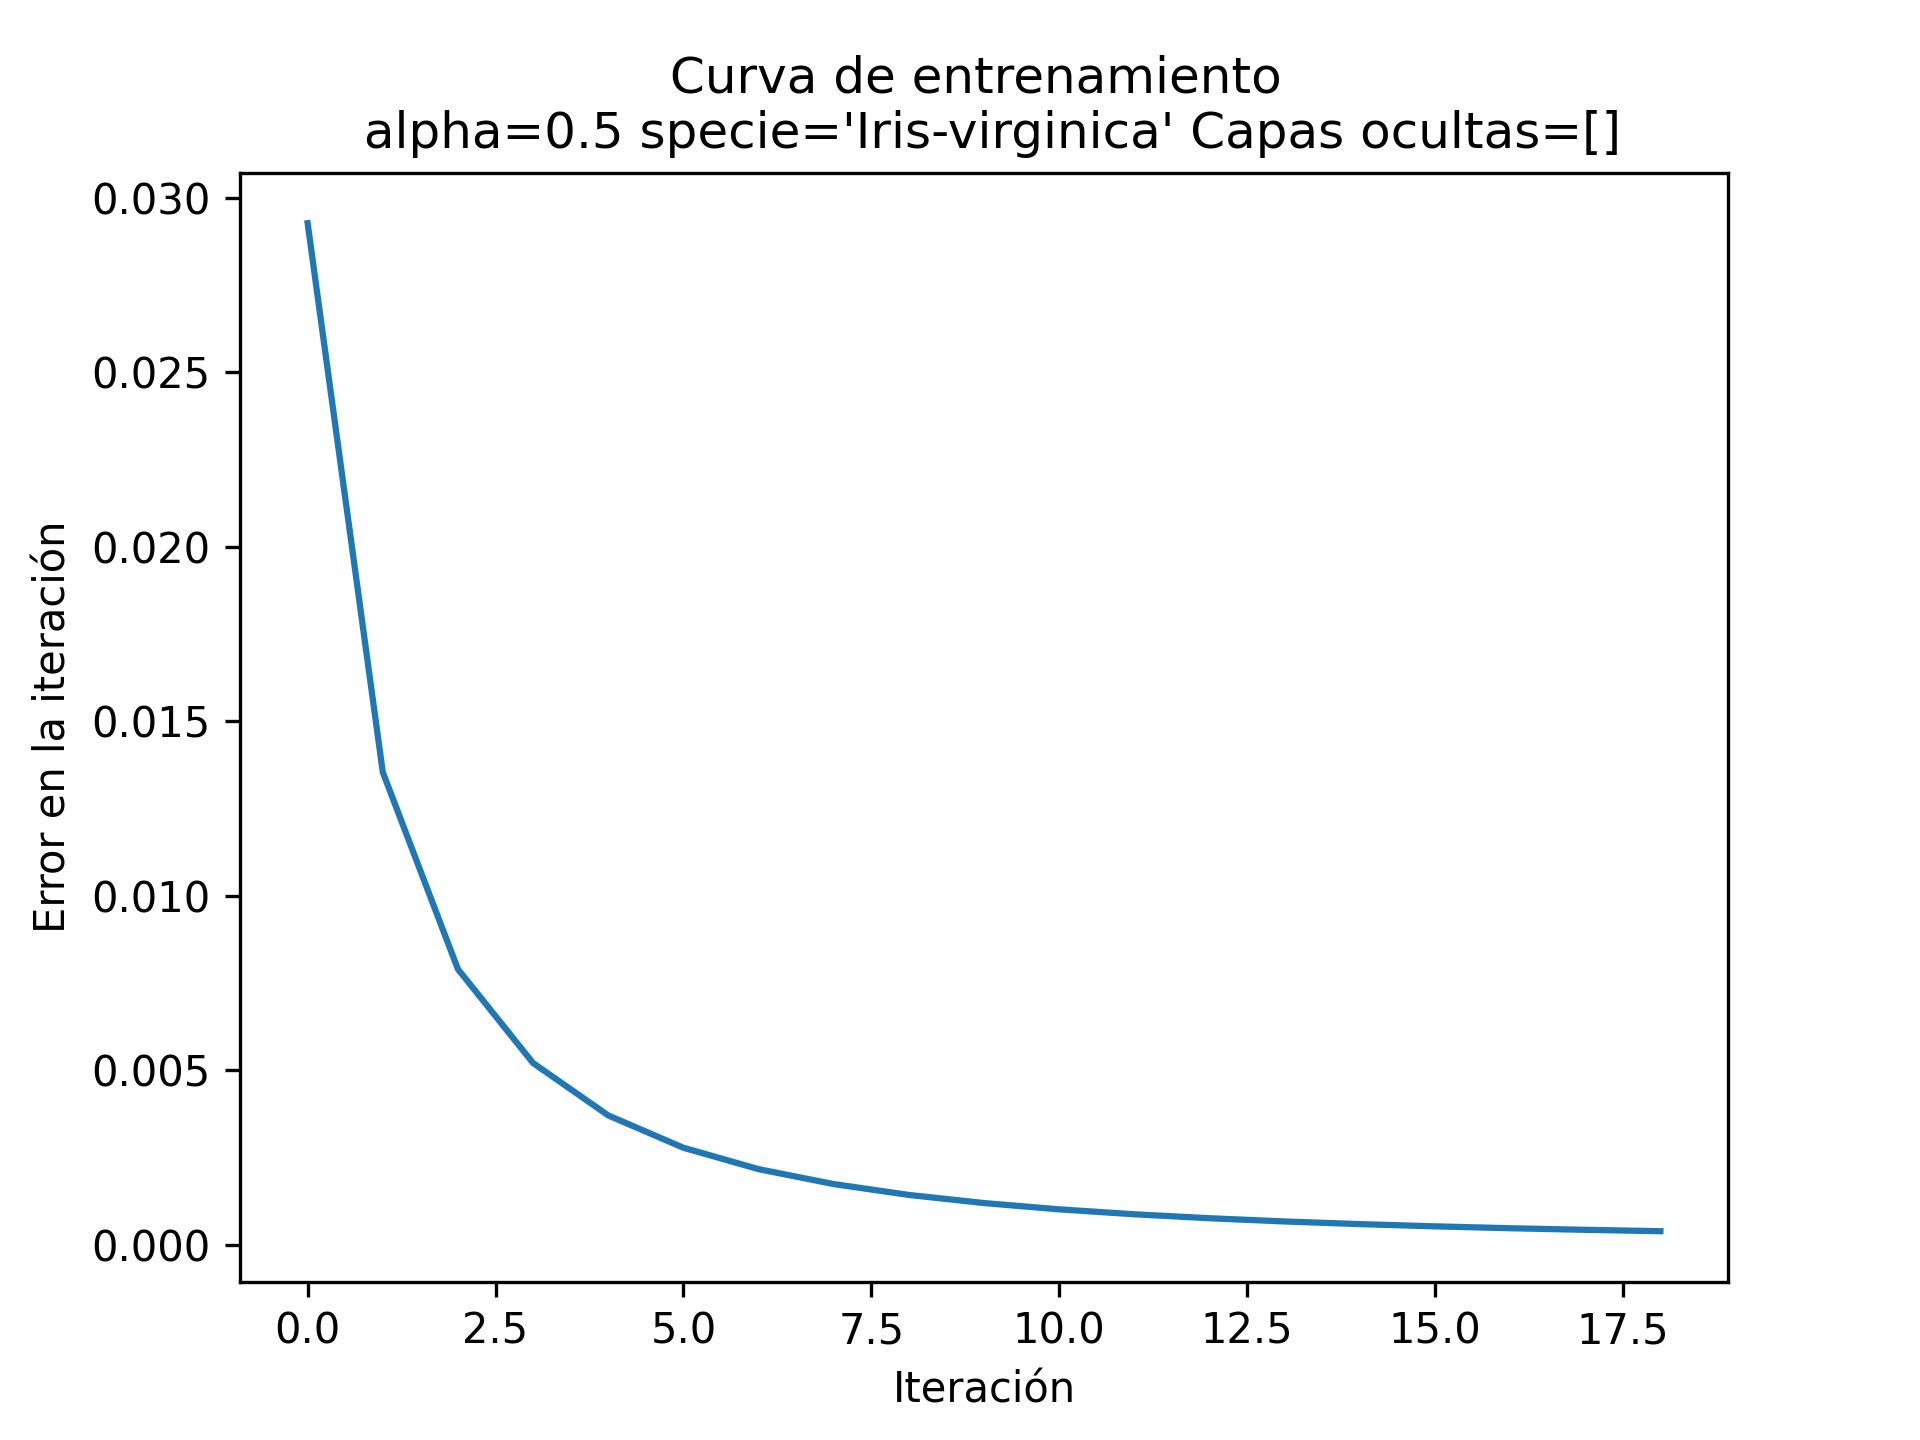 Curva de entrenamiento
alpha=0.5 specie='Iris-virginica' Capas ocultas=[]
0.030
0.025
0.020
0.015
0.010
0.005
0.000
Error en la iteración
0.0 2.5 5.0 7.5 10.0 12.5 15.0 17.5
Iteración